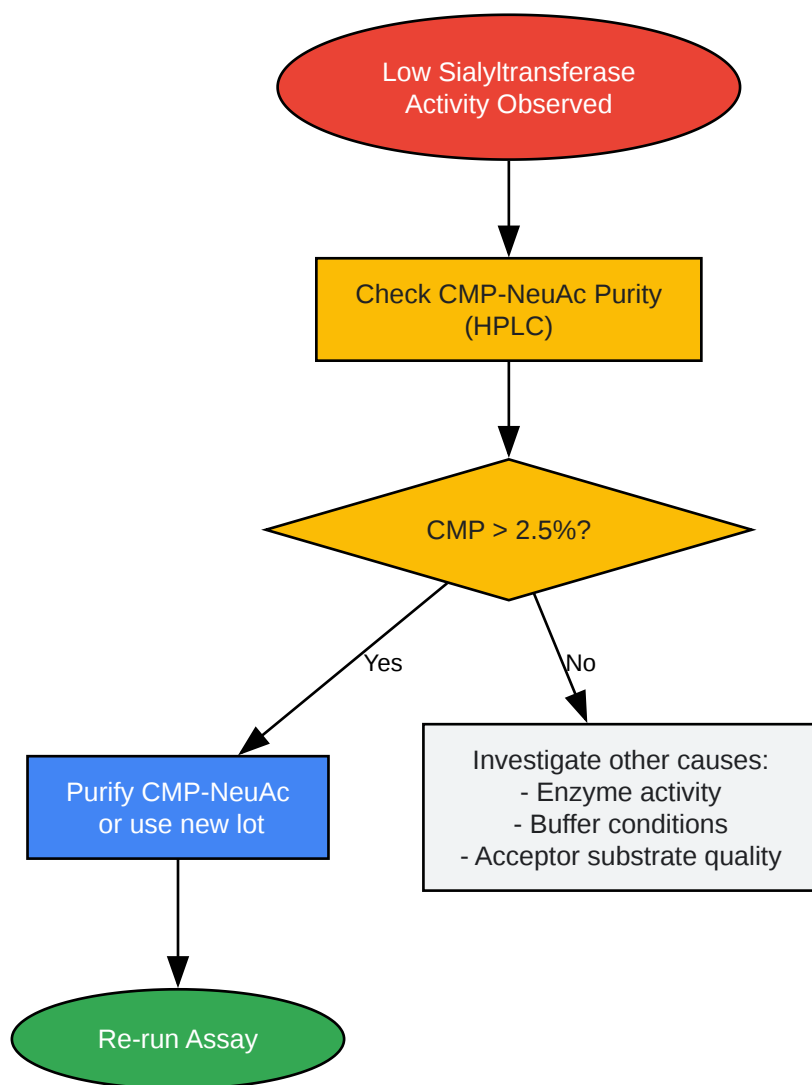 Low Sialyltransferase
Activity Observed
Check CMP-NeuAc Purity
(HPLC)
CMP > 2.5%?
Yes
No
Purify CMP-NeuAc
or use new lot
Investigate other causes:
- Enzyme activity
- Buffer conditions
- Acceptor substrate quality
Re-run Assay